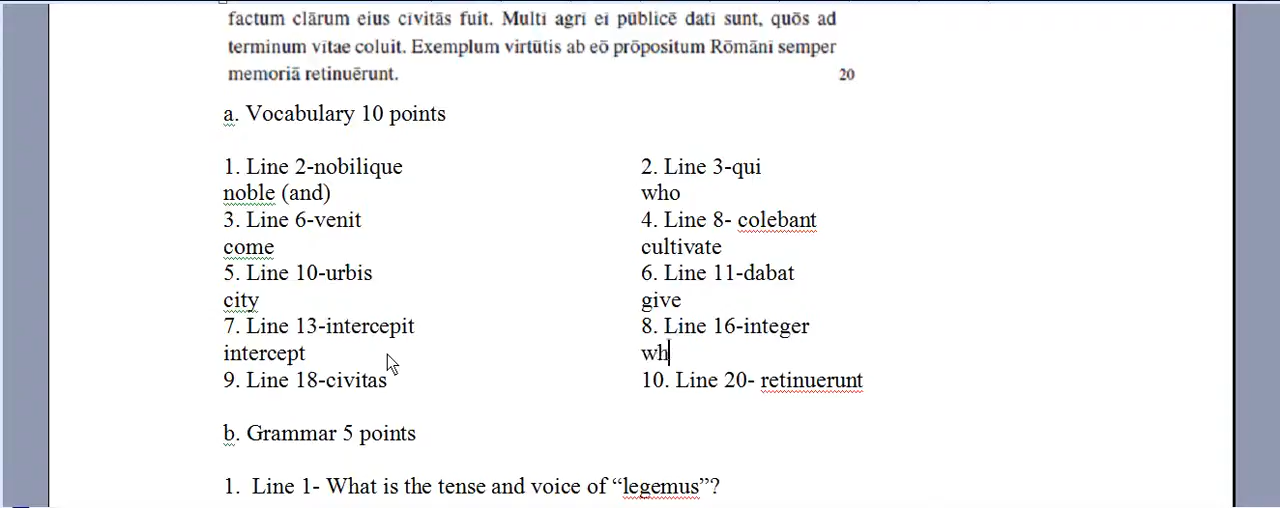 factum clārum eius cīvitās fuit. Multī agrī eī pūblicē datī sunt, quōs ad
terminum vītae coluit. Exemplum virtūtis ab eō prōpositum Rōmānī semper
memoriā retinuērunt. 20
a. Vocabulary 10 points
1. Line 2-nobilique 2. Line 3-qui
noble (and) who
3. Line 6-venit 4. Line 8- colebant
come cultivate
5. Line 10-urbis 6. Line 11-dabat
city give
7. Line 13-intercepit 8. Line 16-integer
intercept wh
9. Line 18-civitas 10. Line 20- retinuerunt
b. Grammar 5 points
1. Line 1- What is the tense and voice of “legemus”?